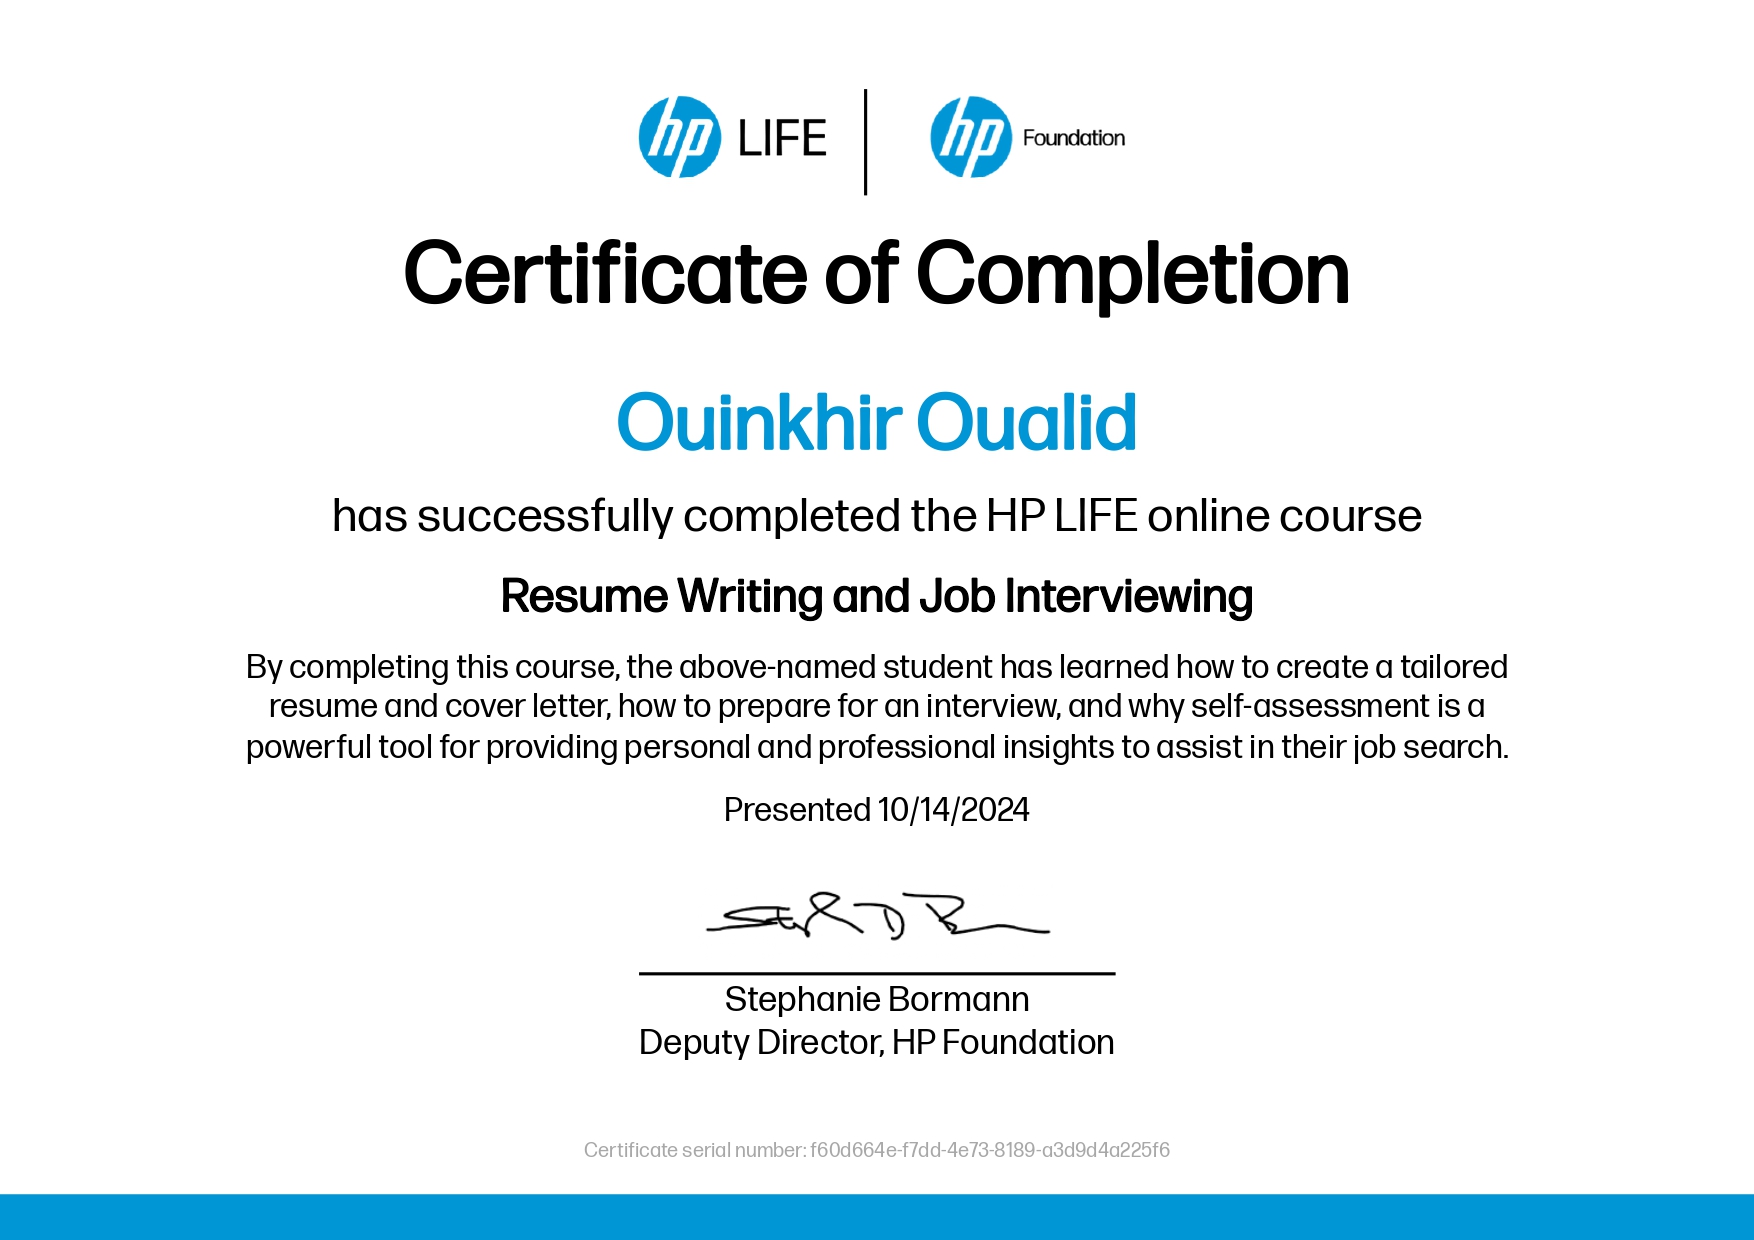 hp LIFE hp Foundation
Certificate of Completion
Ouinkhir Oualid
has successfully completed the HP LIFE online course
Resume Writing and Job Interviewing
By completing this course, the above-named student has learned how to create a tailored
resume and cover letter, how to prepare for an interview, and why self-assessment is a
powerful tool for providing personal and professional insights to assist in their job search.
Presented 10/14/2024
Stephanie Bormann
Deputy Director, HP Foundation
Certificate serial number: f60d664e-f7dd-4e73-8189-a3d9d4a225f6